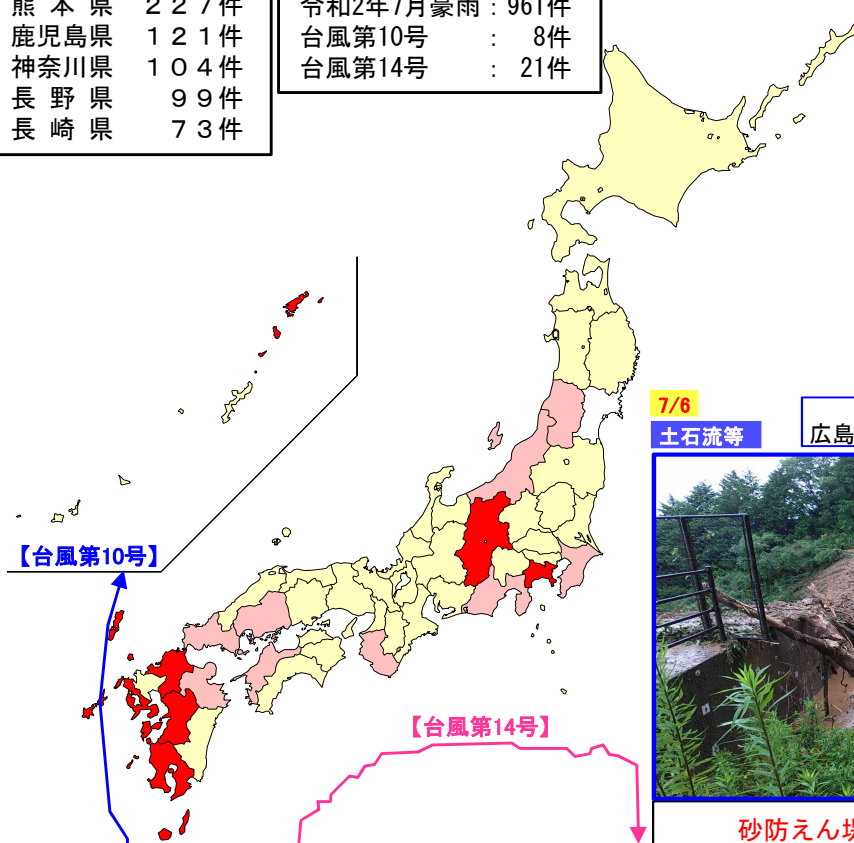 熊 本 県 ２２７件
鹿児島県 １２１件
神奈川県 １０４件
長 野 県 ９９件
長 崎 県 ７３件
令和2年7月豪雨 : 961件
台風第10号 : 8件
台風第14号 : 21件
7/6
土石流等
広島
【台風第10号】
【台風第14号】
砂防えん堤